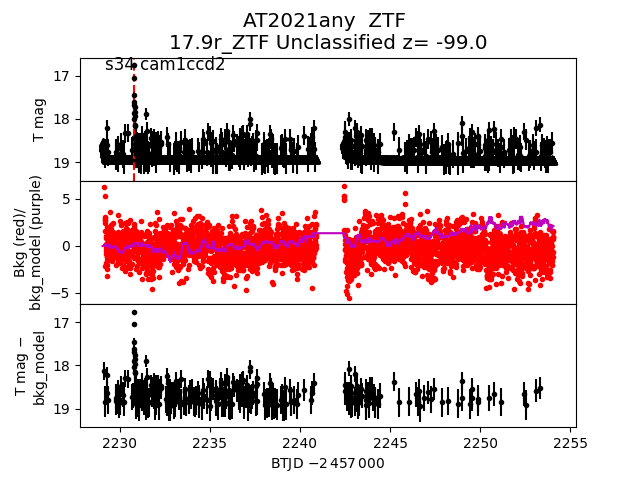 AT2021any ZTF
17.9r_ZTF Unclassified z= -99.0
s34 cam1ccd2
17
18
19
T mag
5
0
−5
Bkg (red)/
bkg_model (purple)
17
18
19
T mag −
bkg_model
2230
2235
2240
2245
2250
2255
BTJD −2 457 000